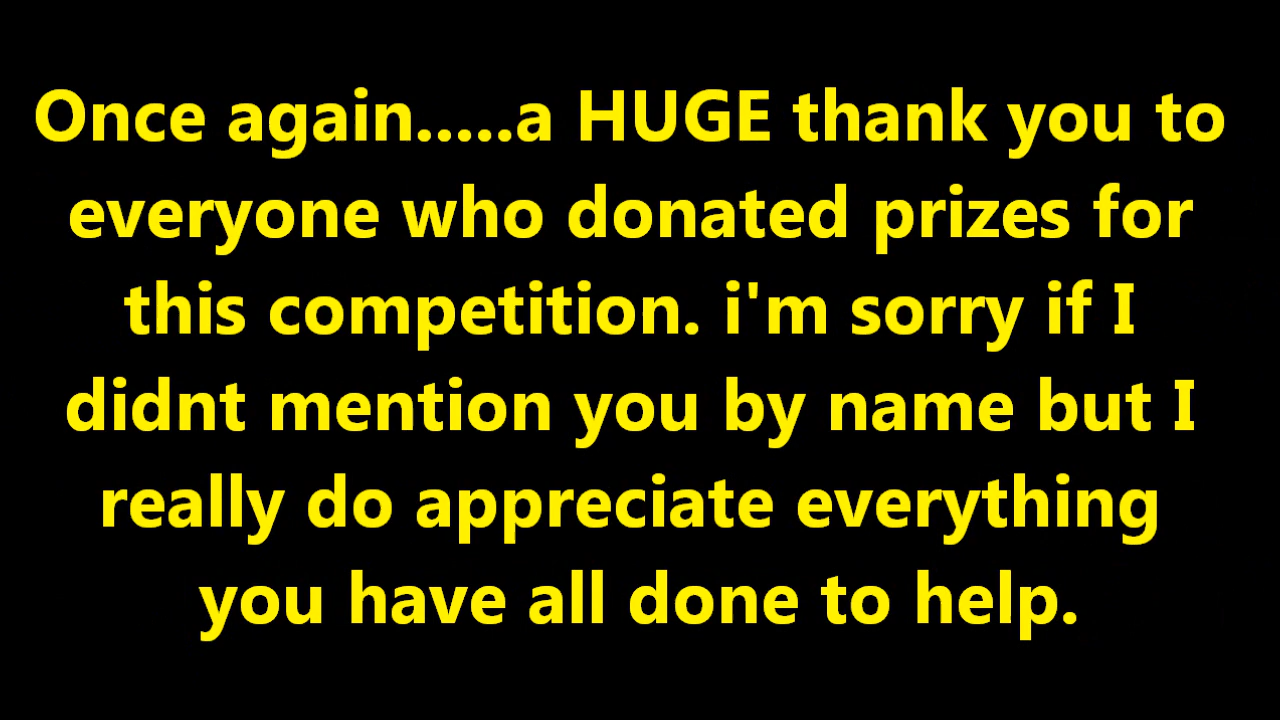 Once again.....a HUGE thank you to
everyone who donated prizes for
this competition. i'm sorry if I
didnt mention you by name but I
really do appreciate everything
you have all done to help.